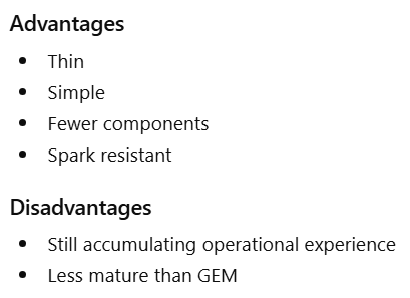 Advantages
• Thin
• Simple
• Fewer components
• Spark resistant
Disadvantages
• Still accumulating operational experience
• Less mature than GEM